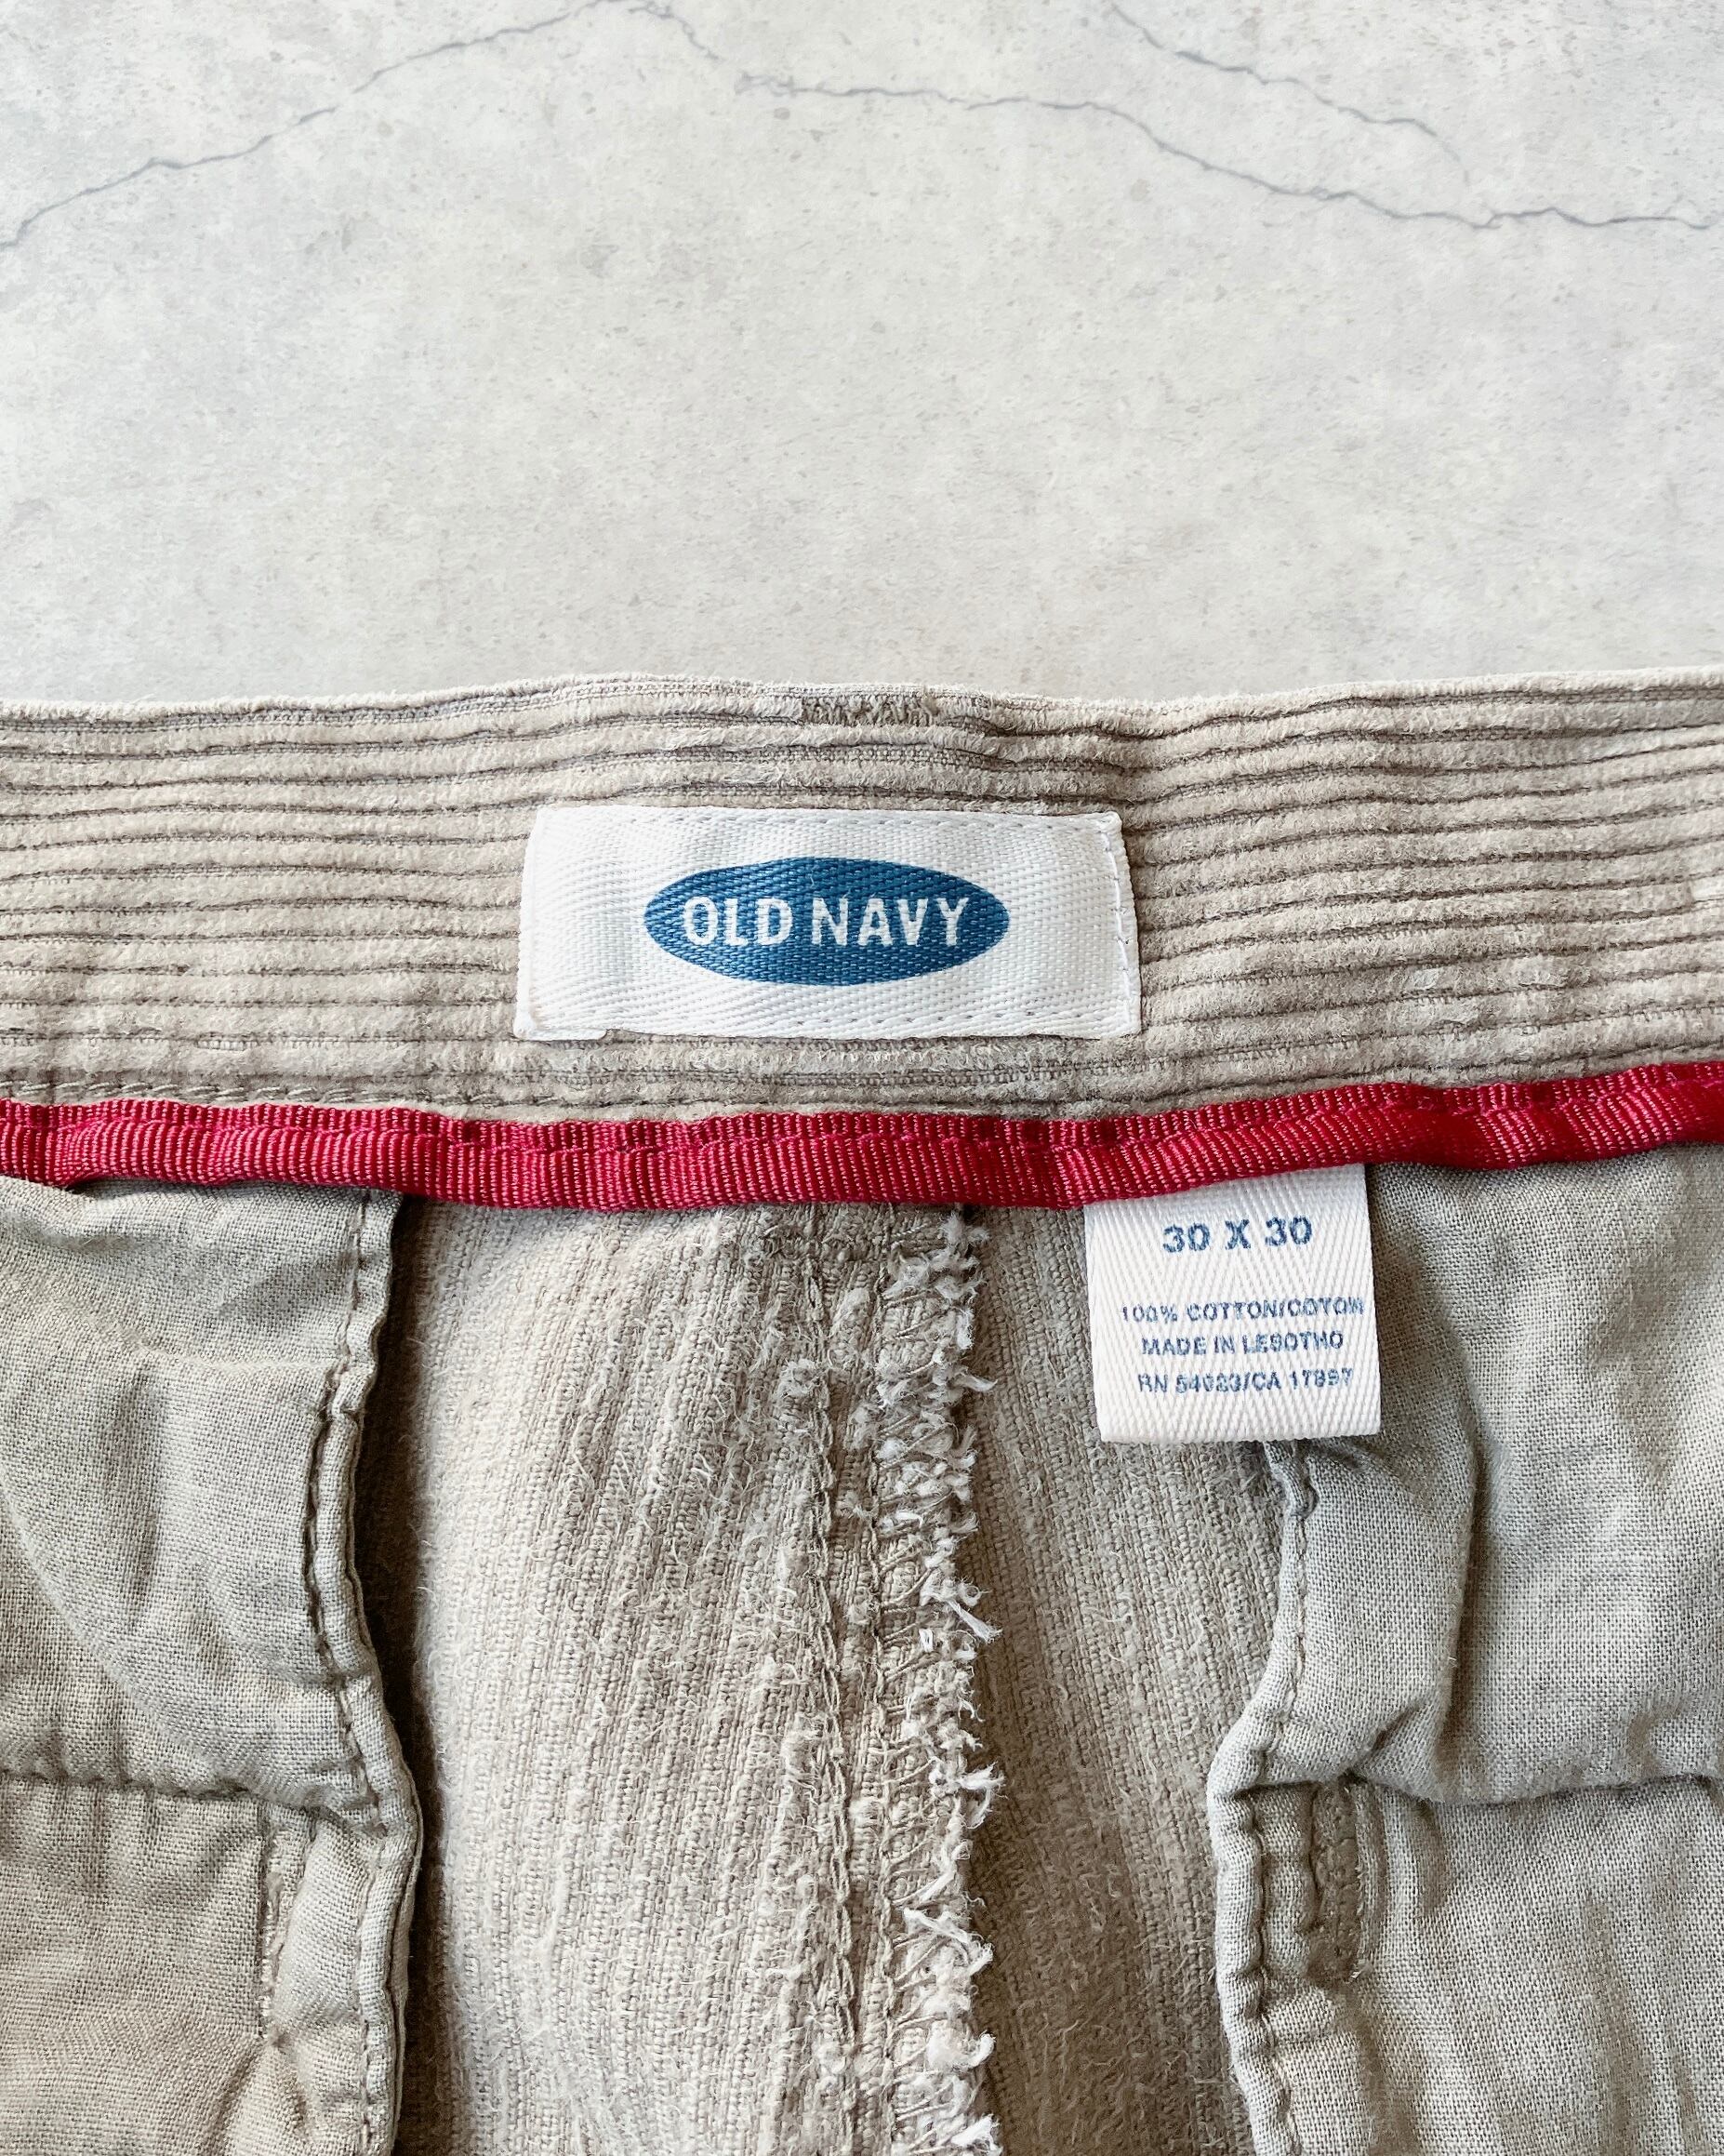 OLD NAVY
30 X 30
100% COTTON/COTON
MADE IN LESOTHO
RN 54023/CA 17897